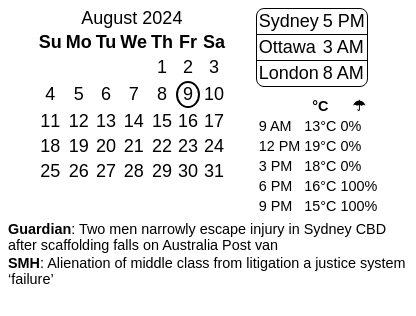 August 2024
Su Mo Tu We Th Fr Sa
1 2 3
4 5 6 7 8 9 10
11 12 13 14 15 16 17
18 19 20 21 22 23 24
25 26 27 28 29 30 31
Sydney 5 PM
Ottawa 3 AM
London 8 AM
°C ☂
9 AM 13°C 0%
12 PM 19°C 0%
3 PM 18°C 0%
6 PM 16°C 100%
9 PM 15°C 100%
Guardian: Two men narrowly escape injury in Sydney CBD
after scaffolding falls on Australia Post van
SMH: Alienation of middle class from litigation a justice system
‘failure’